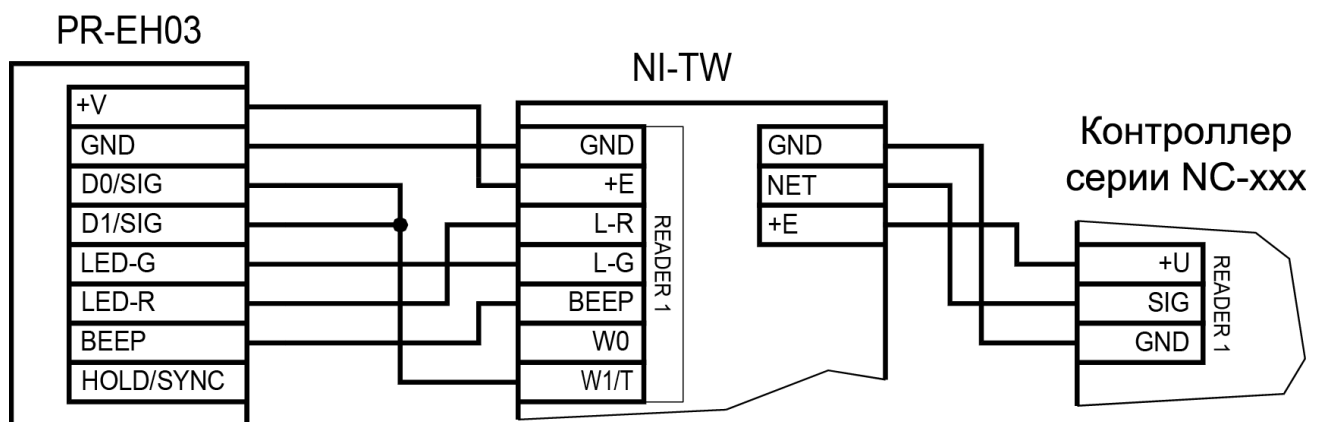 PR-EH03
+V
GND
D0/SIG
D1/SIG
LED-G
LED-R
BEEP
HOLD/SYNC
NI-TW
GND
+E
L-R
L-G
BEEP
W0
W1/T
READER 1
GND
NET
+E
Контроллер
серии NC-xxx
+U
SIG
GND
READER 1